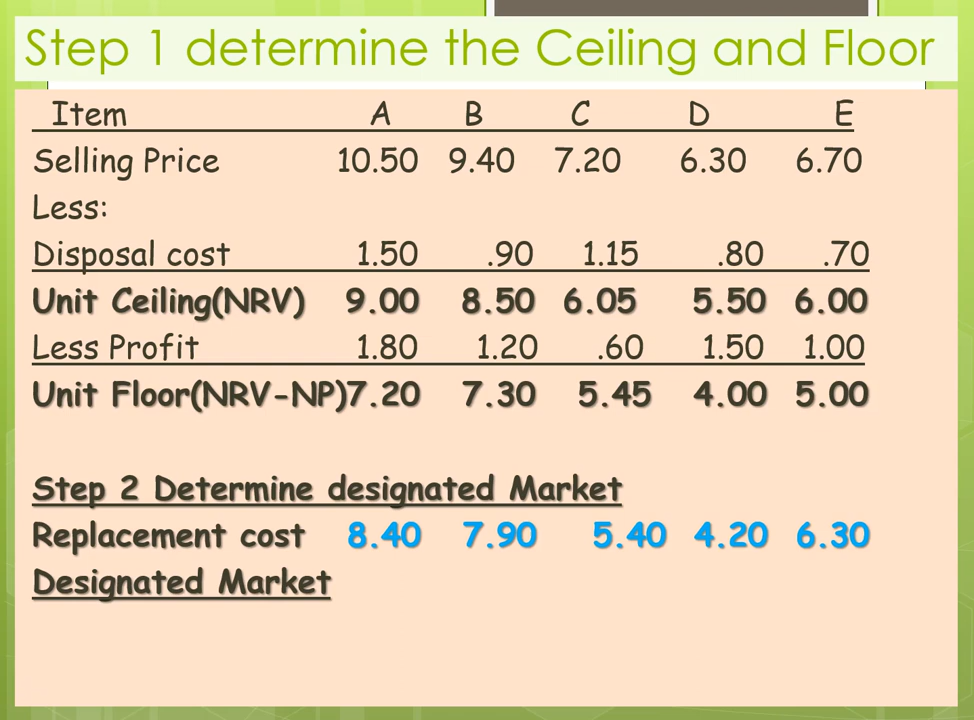 Step 1 determine the Ceiling and Floor
Item A B C D E
Selling Price 10.50 9.40 7.20 6.30 6.70
Less:
Disposal cost 1.50 .90 1.15 .80 .70
Unit Ceiling(NRV) 9.00 8.50 6.05 5.50 6.00
Less Profit 1.80 1.20 .60 1.50 1.00
Unit Floor(NRV-NP)7.20 7.30 5.45 4.00 5.00
Step 2 Determine designated Market
Replacement cost 8.40 7.90 5.40 4.20 6.30
Designated Market